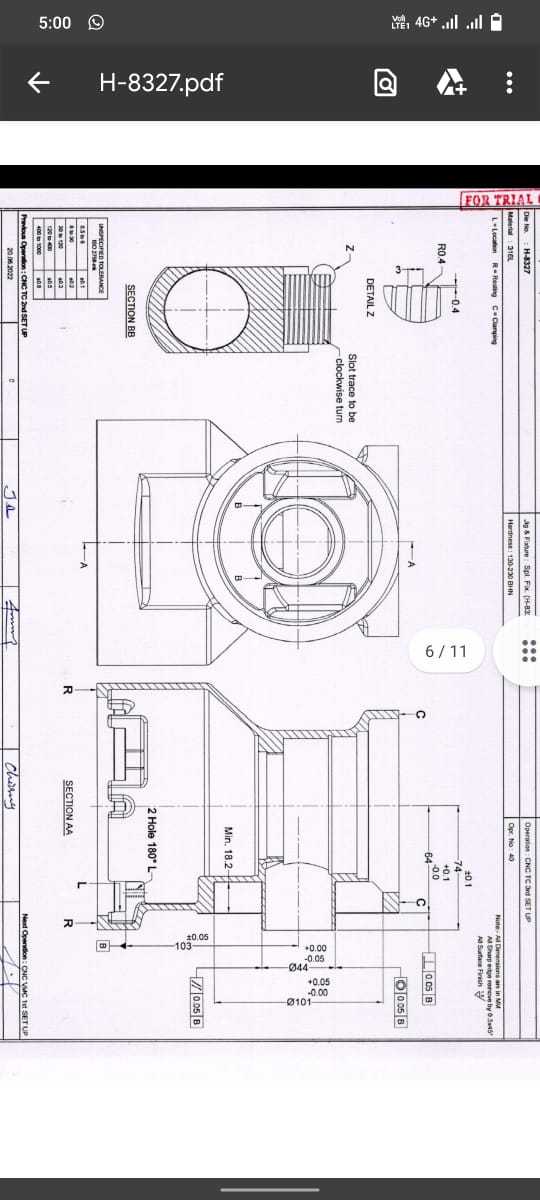 5:00
VoII LTE1 4G+
H-8327.pdf
FOR TRIAL
Die No. : H-8327
Jig & Fixture : Spl. Fix. (H-83
Operation : CNC TC 3rd SET UP
Material : 316L
Hardness : 130-230 BHN
Opr. No : 40
L = Location R = Resting C = Clamping
Note:- All Dimensions are in MM
All Sharp edge remove by 0.3x45°
All Surface Finish
R0.4
0.4
3
DETAIL Z
Z
Slot trace to be
clockwise turn
SECTION BB
A
A
B
B
6 / 11
C
C
±0.1
74
+0.1
-0.0
64
⊥ 0.05 B
◎ 0.05 B
+0.05
-0.00
Ø101
+0.00
-0.05
Ø44
// 0.05 B
±0.05
103
Min. 18.2
2 Hole 180°
L
L
R
R
B
SECTION AA
UNSPECIFIED TOLERANCE
ISO 2768-mk
0.5 to 6 ±0.1
6 to 30 ±0.2
30 to 120 ±0.3
120 to 400 ±0.5
400 to 1000 ±0.8
Previous Operation : CNC TC 2nd SET UP
Next Operation : CNC VMC 1st SET UP
20.06.2022